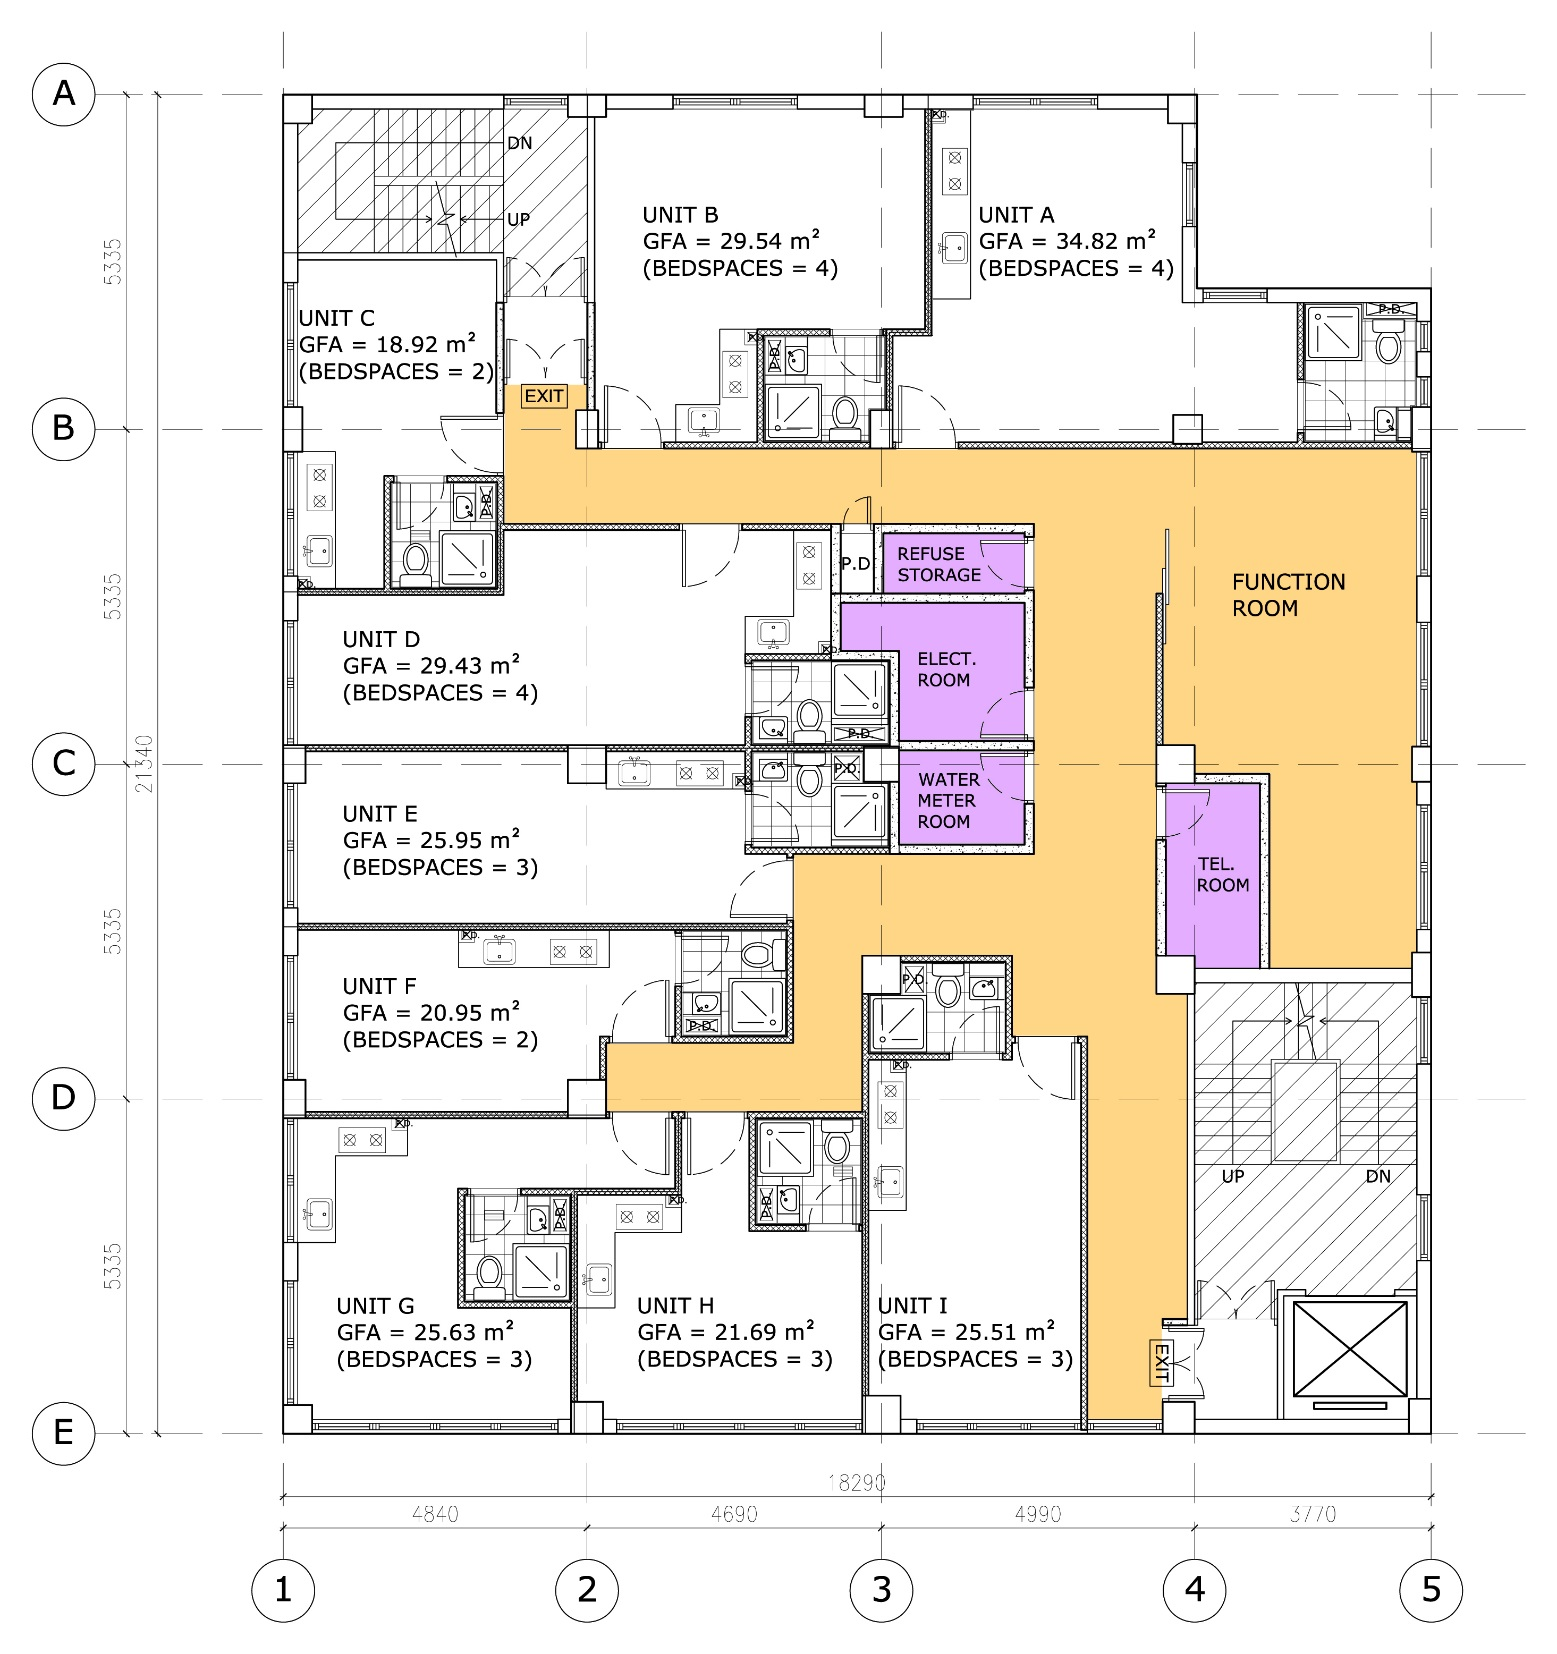 A
DN
UP
UNIT B
GFA = 29.54 m²
(BEDSPACES = 4)
UNIT A
GFA = 34.82 m²
(BEDSPACES = 4)
5335
P.D.
UNIT C
GFA = 18.92 m²
(BEDSPACES = 2)
P.D
EXIT
B
P.D
5335
P.D
REFUSE
STORAGE
FUNCTION
ROOM
UNIT D
GFA = 29.43 m²
(BEDSPACES = 4)
ELECT.
ROOM
P.D.
C
21340
P.D.
WATER
METER
ROOM
UNIT E
GFA = 25.95 m²
(BEDSPACES = 3)
TEL.
ROOM
5335
UNIT F
GFA = 20.95 m²
(BEDSPACES = 2)
P.D.
P.D.
D
UP
DN
P.D
P.D
5335
UNIT G
GFA = 25.63 m²
(BEDSPACES = 3)
UNIT H
GFA = 21.69 m²
(BEDSPACES = 3)
UNIT I
GFA = 25.51 m²
(BEDSPACES = 3)
EXIT
E
18290
4840
4690
4990
3770
1
2
3
4
5